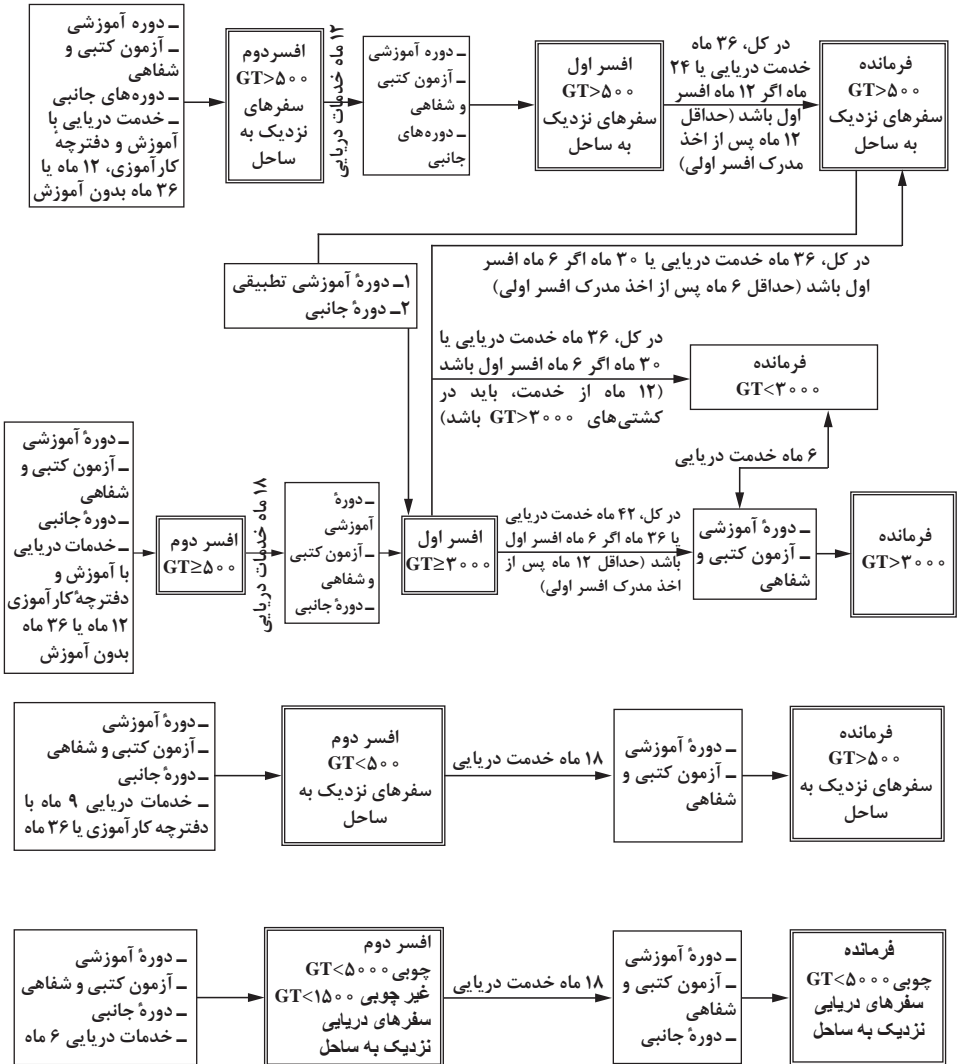 ـ دوره آموزشی
ـ آزمون کتبی و
شفاهی
ـ دوره‌های جانبی
ـ خدمت دریایی با
آموزش و دفترچهٔ
کارآموزی، ۱۲ ماه یا
۳۶ ماه بدون آموزش
افسر دوم
GT>۵۰۰
سفرهای
نزدیک به
ساحل
۱۲ ماه خدمات دریایی
ـ دوره آموزشی
ـ آزمون کتبی
و شفاهی
ـ دوره‌های
جانبی
افسر اول
GT>۵۰۰
سفرهای نزدیک
به ساحل
در کل، ۳۶ ماه
خدمت دریایی یا ۲۴
ماه اگر ۱۲ ماه افسر
اول باشد (حداقل
۱۲ ماه پس از اخذ
مدرک افسر اولی)
فرمانده
GT>۵۰۰
سفرهای نزدیک
به ساحل
در کل، ۳۶ ماه خدمت دریایی یا ۳۰ ماه اگر ۶ ماه افسر
اول باشد (حداقل ۶ ماه پس از اخذ مدرک افسر اولی)
۱ـ دورهٔ آموزشی تطبیقی
۲ـ دورهٔ جانبی
در کل، ۳۶ ماه خدمت دریایی یا
۳۰ ماه اگر ۶ ماه افسر اول باشد
(۱۲ ماه از خدمت، باید در
کشتی‌های GT>۳۰۰۰ باشد)
فرمانده
GT<۳۰۰۰
۶ ماه خدمت دریایی
ـ دورهٔ آموزشی
ـ آزمون کتبی و
شفاهی
ـ دورهٔ جانبی
ـ خدمات دریایی
با آموزش و
دفترچهٔ کارآموزی
۱۲ ماه یا ۳۶ ماه
بدون آموزش
افسر دوم
GT≥۵۰۰
۱۸ ماه خدمات دریایی
ـ دورهٔ
آموزشی
ـ آزمون کتبی
و شفاهی
ـ دورهٔ جانبی
افسر اول
GT≥۳۰۰۰
در کل، ۴۲ ماه خدمت دریایی
یا ۳۶ ماه اگر ۶ ماه افسر اول
باشد (حداقل ۱۲ ماه پس از
اخذ مدرک افسر اولی)
ـ دورهٔ آموزشی
ـ آزمون کتبی و
شفاهی
فرمانده
GT>۳۰۰۰
ـ دورهٔ آموزشی
ـ آزمون کتبی و شفاهی
ـ دورهٔ جانبی
ـ خدمات دریایی ۹ ماه با
دفترچه کارآموزی یا ۳۶ ماه
افسر دوم
GT<۵۰۰
سفرهای نزدیک به
ساحل
۱۸ ماه خدمت دریایی
ـ دورهٔ آموزشی
ـ آزمون کتبی و
شفاهی
فرمانده
GT>۵۰۰
سفرهای نزدیک به
ساحل
ـ دورهٔ آموزشی
ـ آزمون کتبی و شفاهی
ـ دورهٔ جانبی
ـ خدمات دریایی ۶ ماه
افسر دوم
چوبی GT<۵۰۰۰
غیر چوبی GT<۱۵۰۰
سفرهای دریایی
نزدیک به ساحل
۱۸ ماه خدمت دریایی
ـ دورهٔ آموزشی
ـ آزمون کتبی و
شفاهی
ـ دورهٔ جانبی
فرمانده
چوبی GT<۵۰۰۰
سفرهای دریایی
نزدیک به ساحل